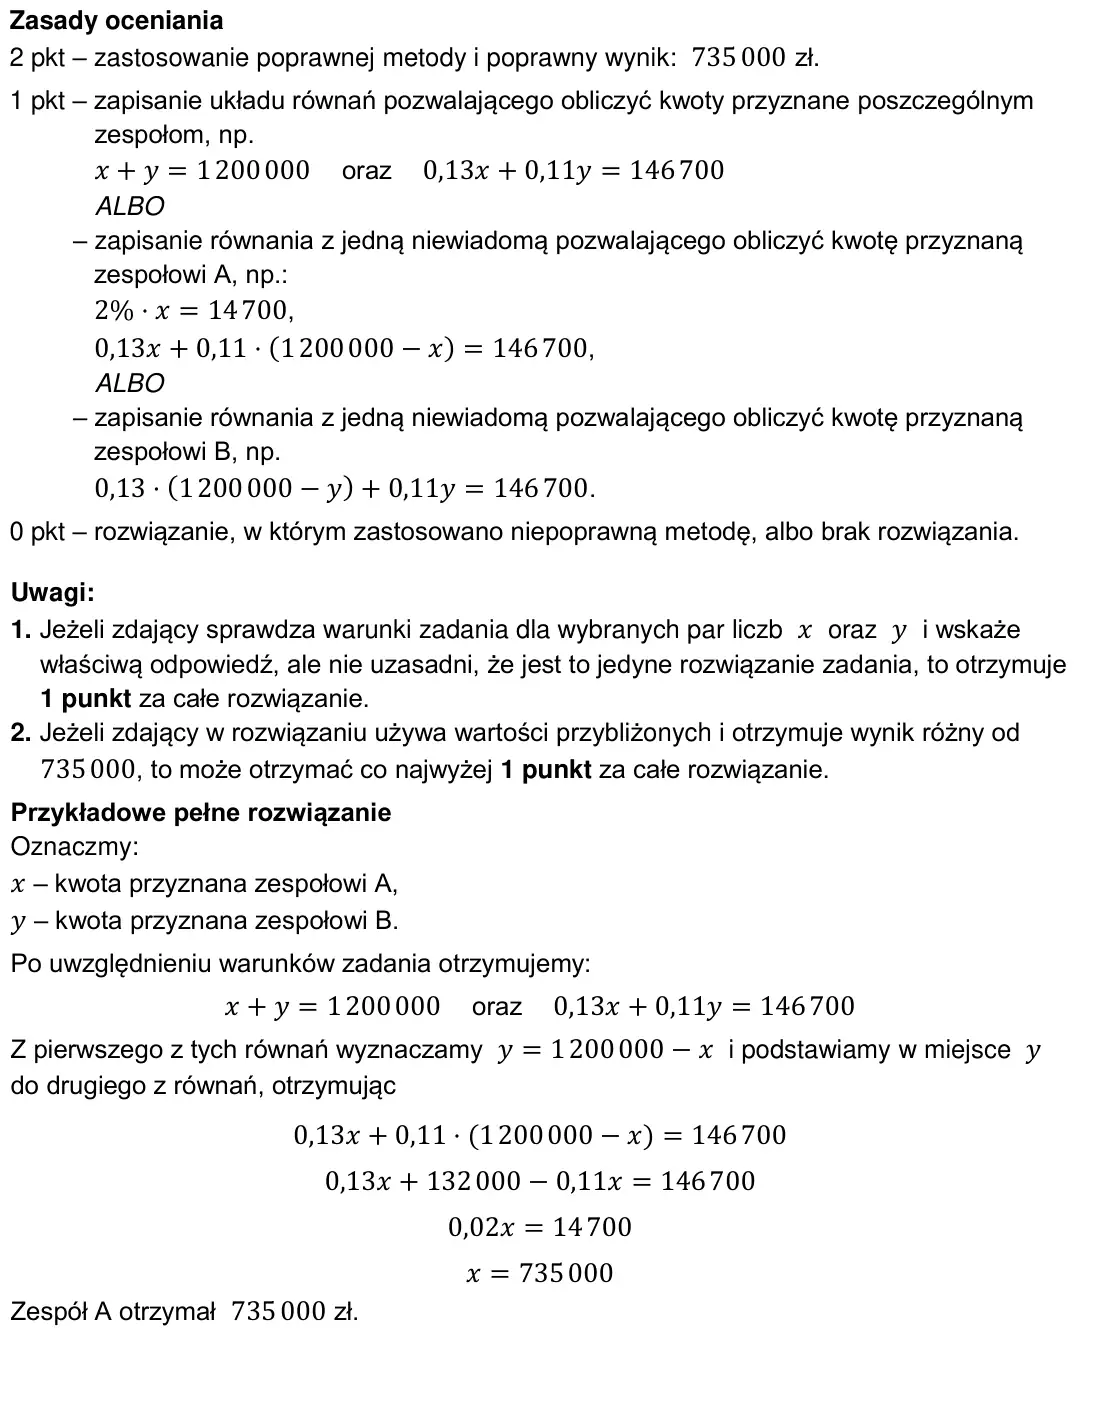 Zasady oceniania
2 pkt – zastosowanie poprawnej metody i poprawny wynik: 735 000 zł.
1 pkt – zapisanie układu równań pozwalającego obliczyć kwoty przyznane poszczególnym
zespołom, np.
x + y = 1 200 000 oraz 0,13x + 0,11y = 146 700
ALBO
– zapisanie równania z jedną niewiadomą pozwalającego obliczyć kwotę przyznaną
zespołowi A, np.:
2% · x = 14 700,
0,13x + 0,11 · (1 200 000 − x) = 146 700,
ALBO
– zapisanie równania z jedną niewiadomą pozwalającego obliczyć kwotę przyznaną
zespołowi B, np.
0,13 · (1 200 000 − y) + 0,11y = 146 700.
0 pkt – rozwiązanie, w którym zastosowano niepoprawną metodę, albo brak rozwiązania.
Uwagi:
1. Jeżeli zdający sprawdza warunki zadania dla wybranych par liczb x oraz y i wskaże
właściwą odpowiedź, ale nie uzasadni, że jest to jedyne rozwiązanie zadania, to otrzymuje
1 punkt za całe rozwiązanie.
2. Jeżeli zdający w rozwiązaniu używa wartości przybliżonych i otrzymuje wynik różny od
735 000, to może otrzymać co najwyżej 1 punkt za całe rozwiązanie.
Przykładowe pełne rozwiązanie
Oznaczmy:
x – kwota przyznana zespołowi A,
y – kwota przyznana zespołowi B.
Po uwzględnieniu warunków zadania otrzymujemy:
x + y = 1 200 000 oraz 0,13x + 0,11y = 146 700
Z pierwszego z tych równań wyznaczamy y = 1 200 000 − x i podstawiamy w miejsce y
do drugiego z równań, otrzymując
0,13x + 0,11 · (1 200 000 − x) = 146 700
0,13x + 132 000 − 0,11x = 146 700
0,02x = 14 700
x = 735 000
Zespół A otrzymał 735 000 zł.